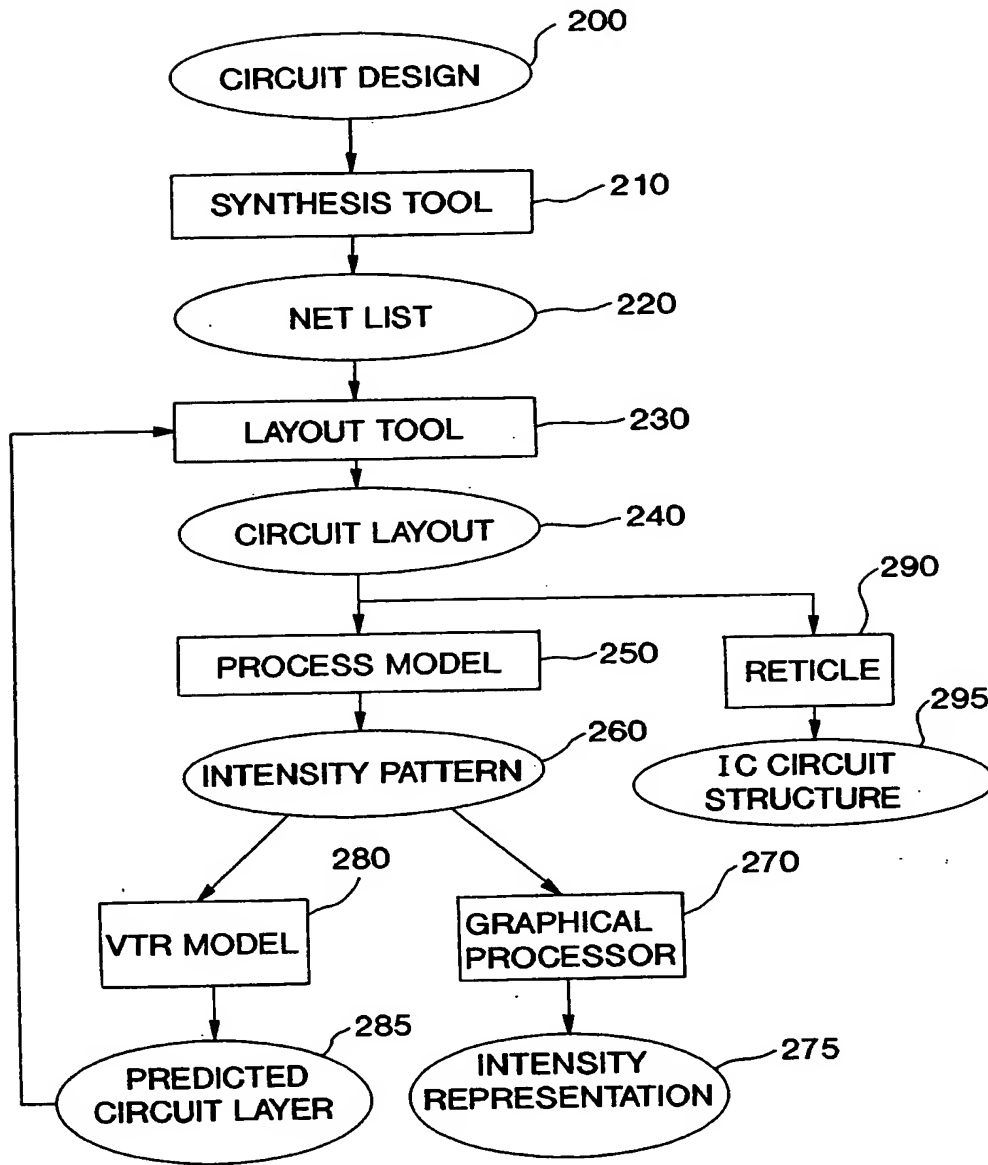 200
CIRCUIT DESIGN
SYNTHESIS TOOL
210
NET LIST
220
LAYOUT TOOL
230
CIRCUIT LAYOUT
240
290
PROCESS MODEL
250
RETICLE
295
260
INTENSITY PATTERN
IC CIRCUIT
STRUCTURE
280
270
VTR MODEL
GRAPHICAL
PROCESSOR
285
PREDICTED
CIRCUIT LAYER
INTENSITY
REPRESENTATION
275